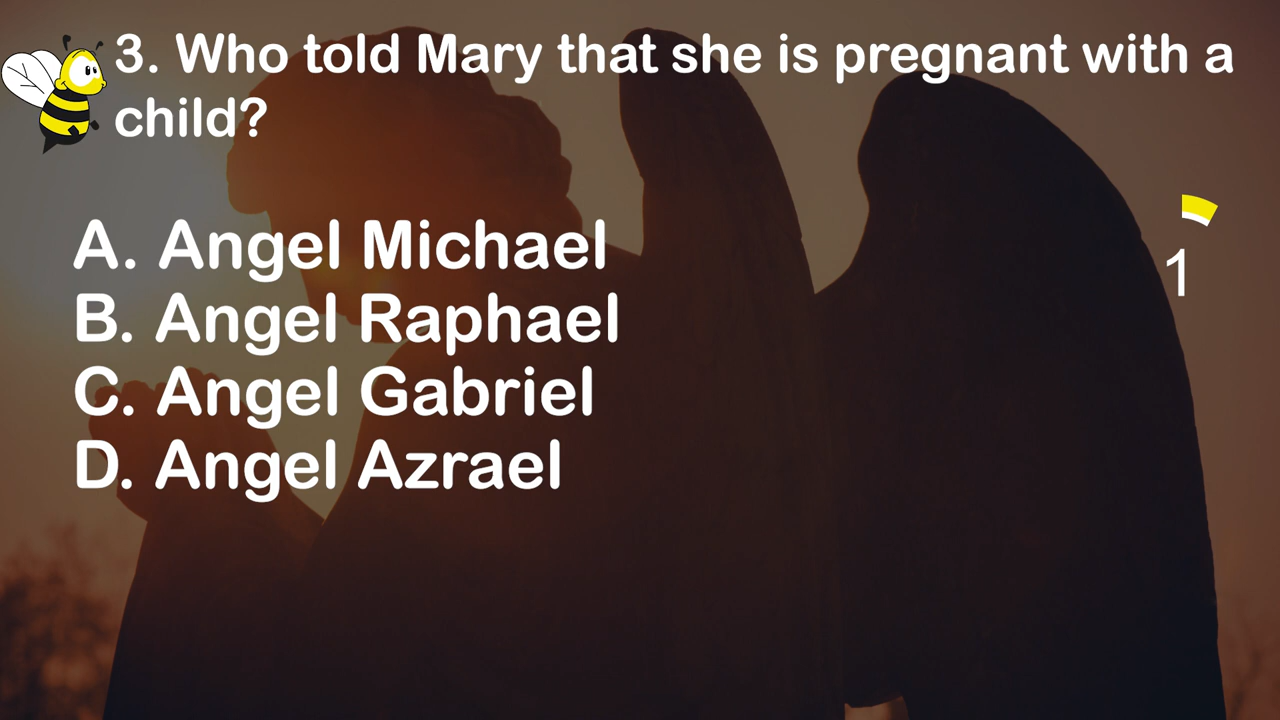 3. Who told Mary that she is pregnant with a
child?
A. Angel Michael
B. Angel Raphael
C. Angel Gabriel
D. Angel Azrael
1